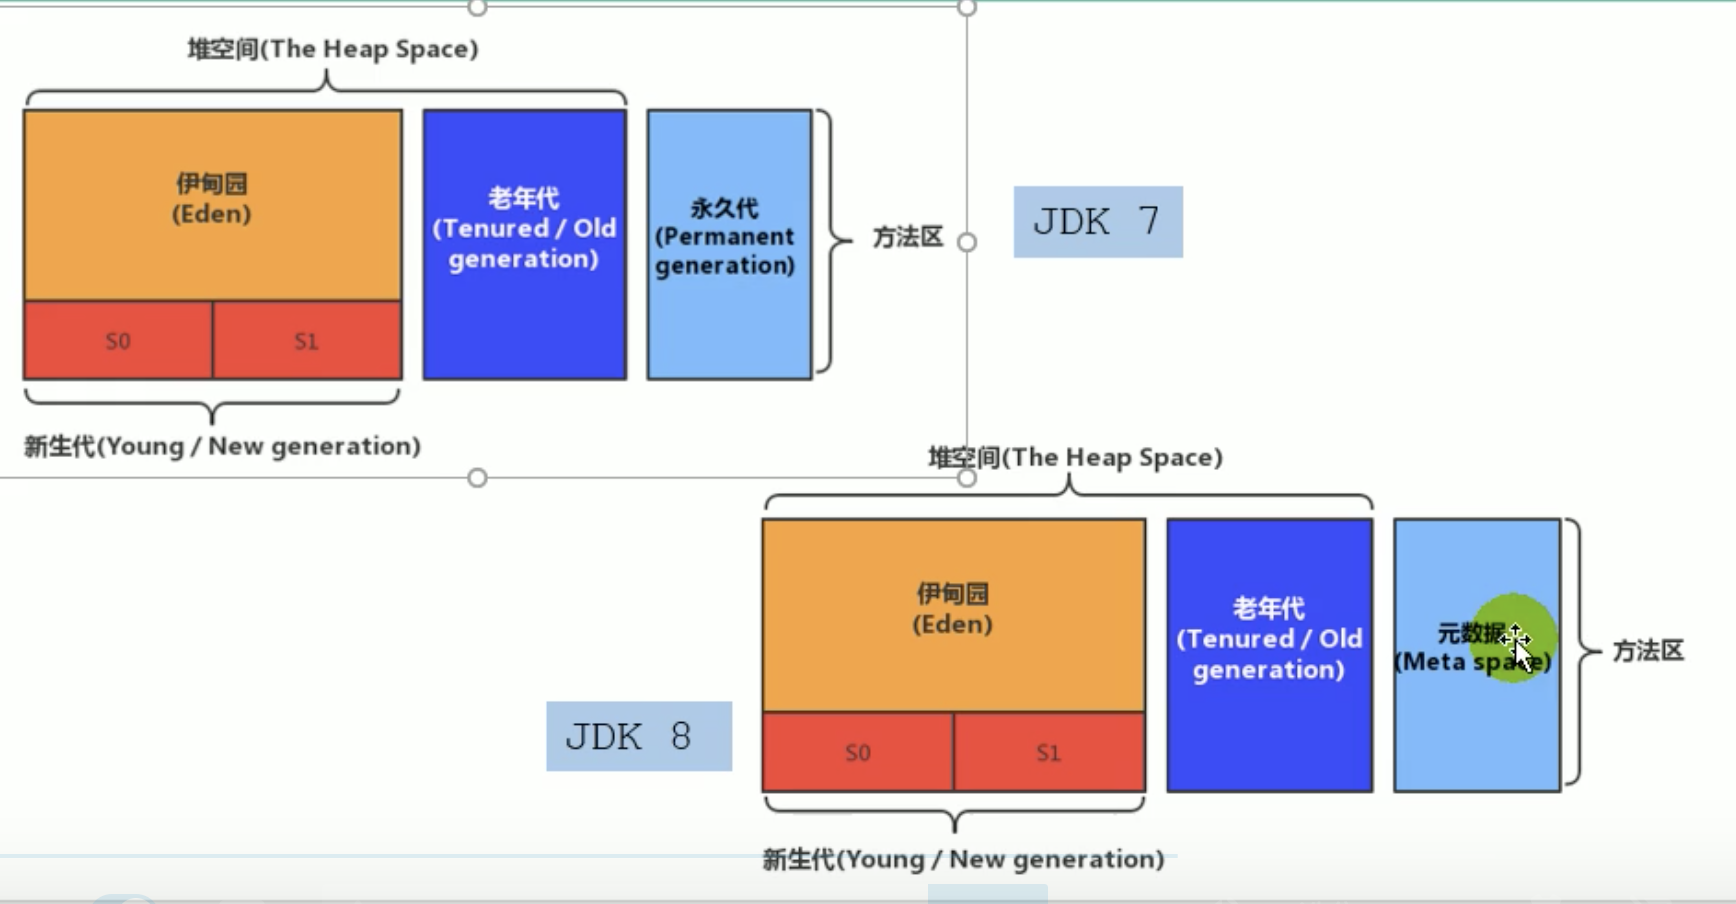 堆空间(The Heap Space)
伊甸园
(Eden)
老年代
(Tenured / Old
generation)
永久代
(Permanent
generation)
方法区
JDK 7
S0
S1
新生代(Young / New generation)
堆空间(The Heap Space)
伊甸园
(Eden)
老年代
(Tenured / Old
generation)
元数据
(Meta space)
方法区
JDK 8
S0
S1
新生代(Young / New generation)